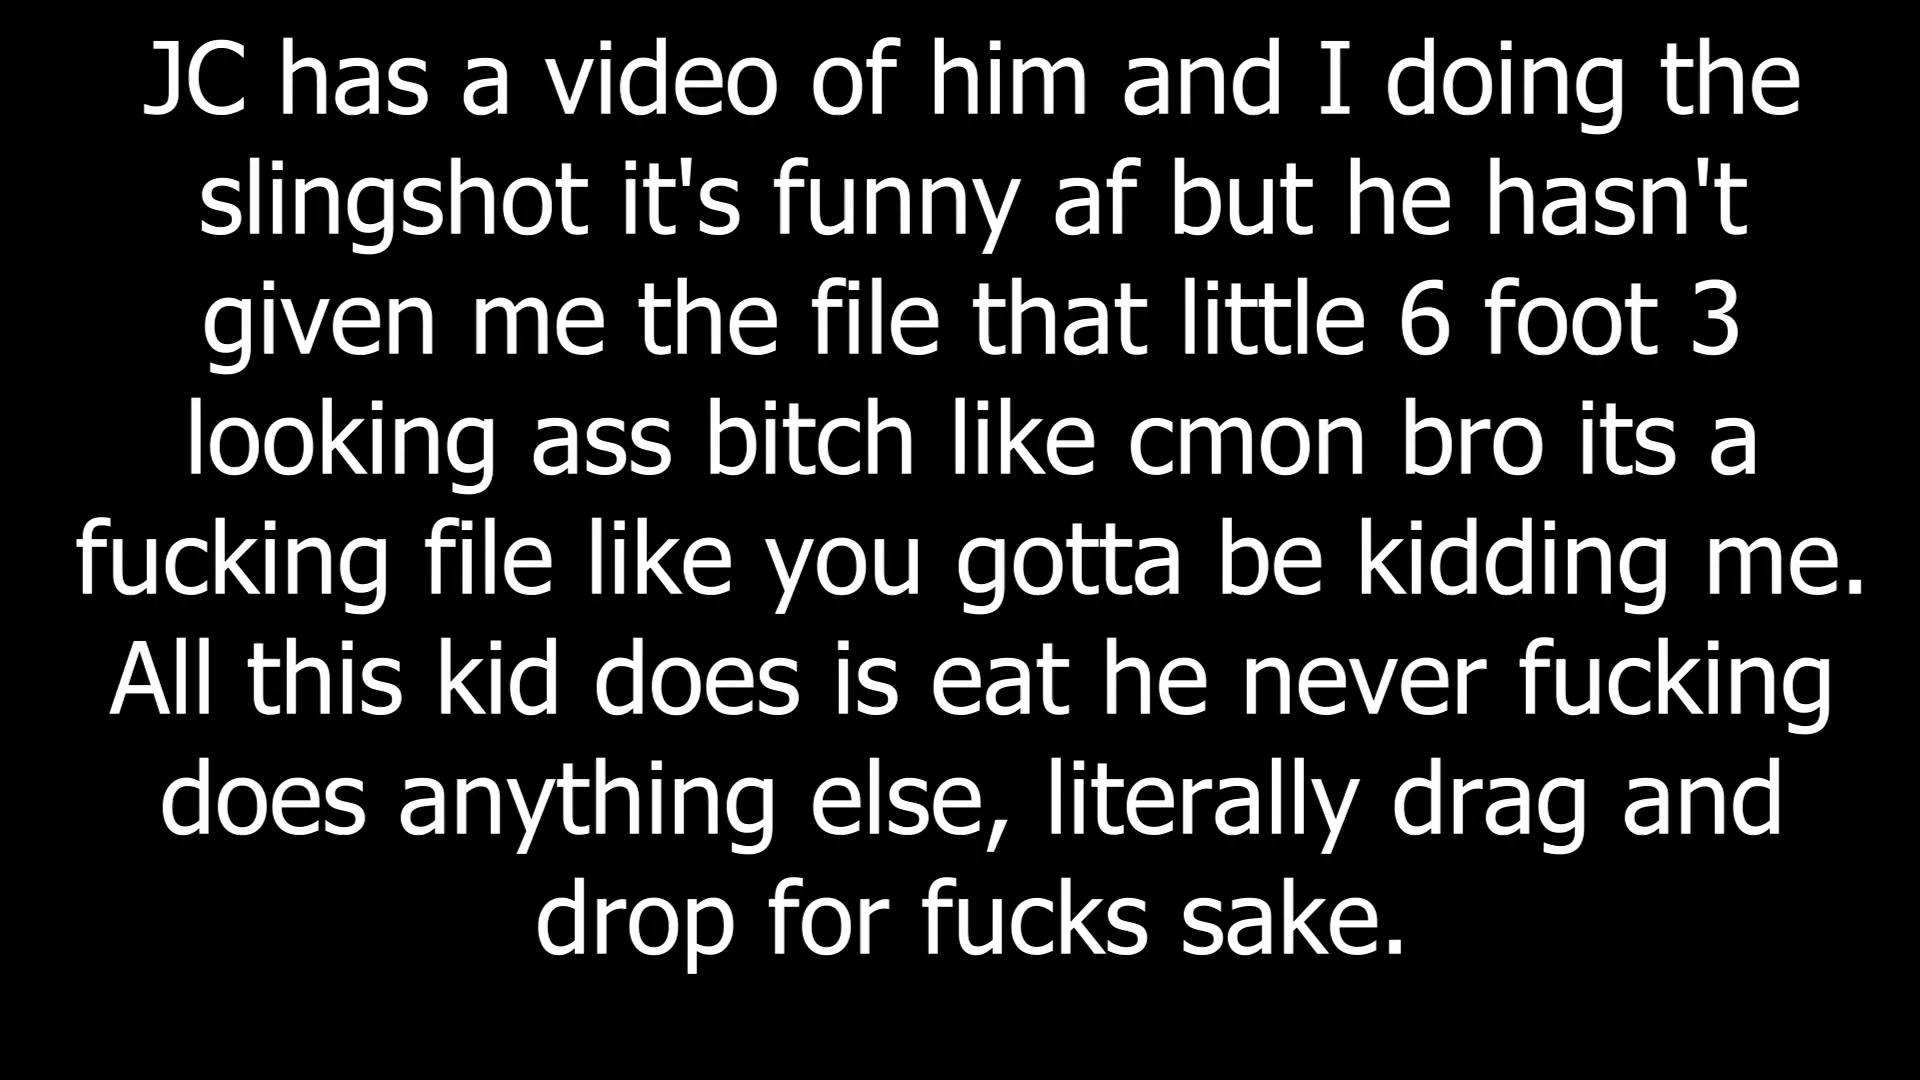 JC has a video of him and I doing the
slingshot it's funny af but he hasn't
given me the file that little 6 foot 3
looking ass bitch like cmon bro its a
fucking file like you gotta be kidding me.
All this kid does is eat he never fucking
does anything else, literally drag and
drop for fucks sake.